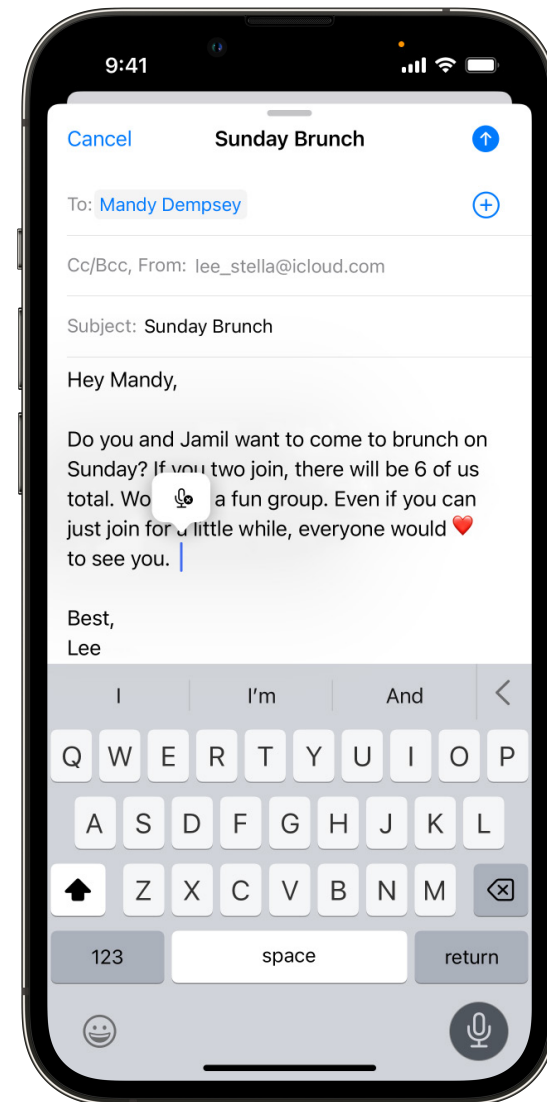 9:41
Cancel Sunday Brunch
To: Mandy Dempsey
Cc/Bcc, From: lee_stella@icloud.com
Subject: Sunday Brunch
Hey Mandy,
Do you and Jamil want to come to brunch on
Sunday? If you two join, there will be 6 of us
total. Wo a fun group. Even if you can
just join for a little while, everyone would ❤️
to see you.
Best,
Lee
I I'm And
Q W E R T Y U I O P
A S D F G H J K L
Z X C V B N M
123 space return